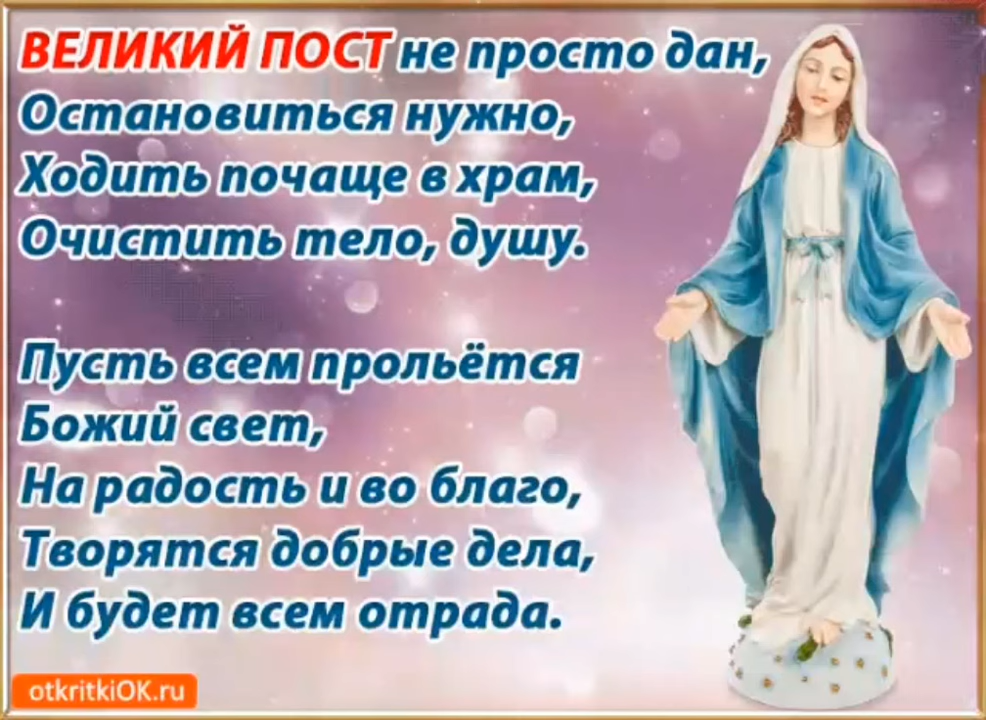 ВЕЛИКИЙ ПОСТ не просто дан,
Остановиться нужно,
Ходить почаще в храм,
Очистить тело, душу.
Пусть всем прольётся
Божий свет,
На радость и во благо,
Творятся добрые дела,
И будет всем отрада.
otkritkiOK.ru